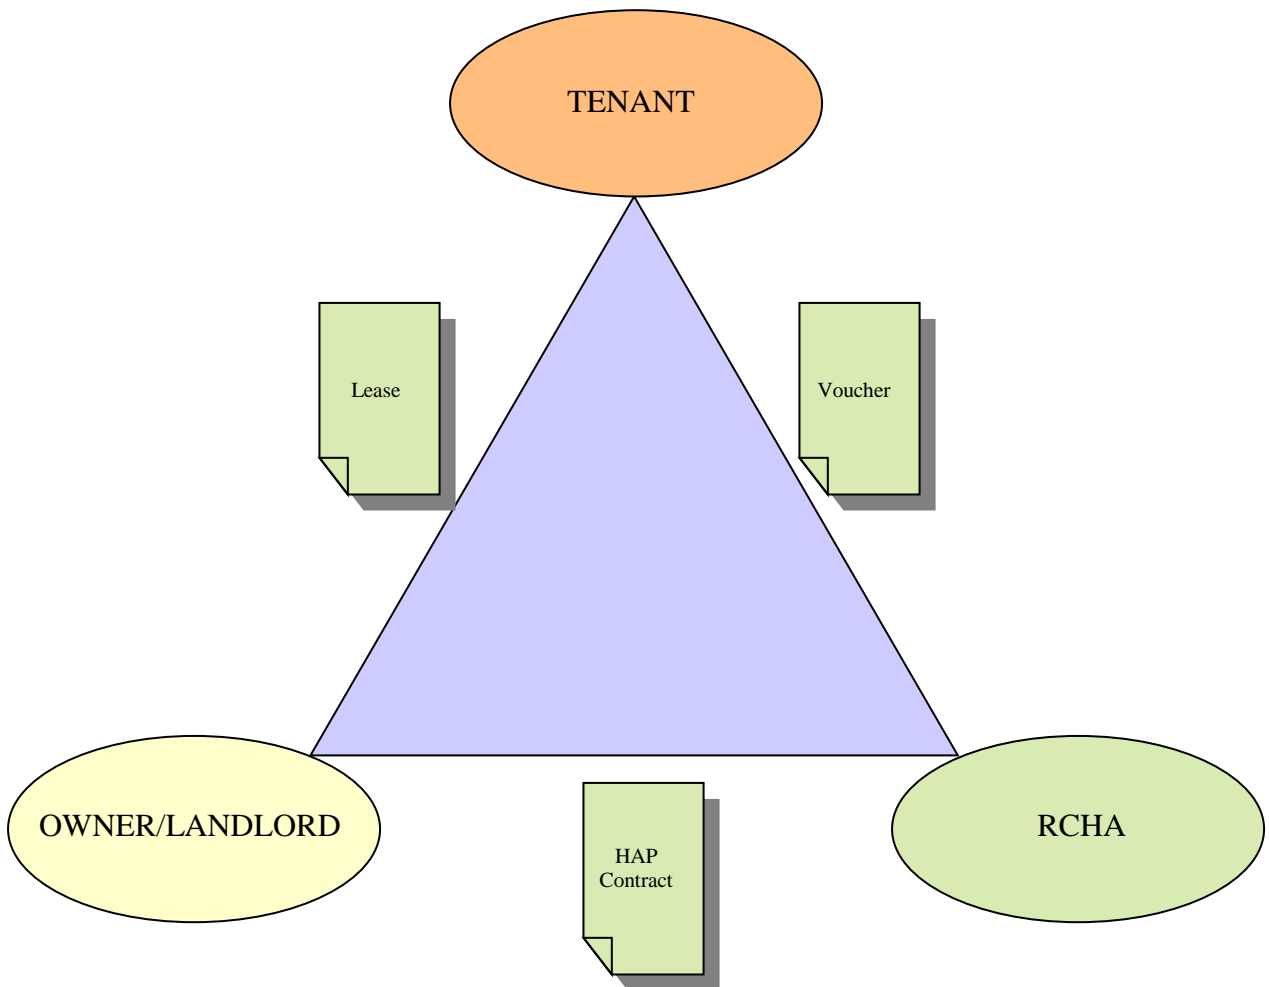 TENANT
Lease
Voucher
OWNER/LANDLORD
RCHA
HAP
Contract